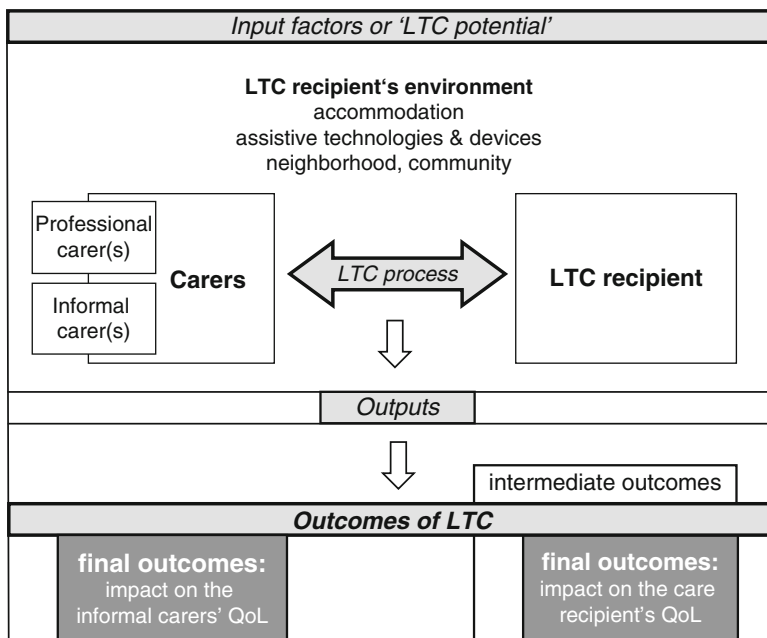 Input factors or ‘LTC potential’
LTC recipient‘s environment
accommodation
assistive technologies & devices
neighborhood, community
Professional
carer(s)
Informal
carer(s)
Carers
LTC process
LTC recipient
Outputs
intermediate outcomes
Outcomes of LTC
final outcomes:
impact on the
informal carers’ QoL
final outcomes:
impact on the care
recipient’s QoL